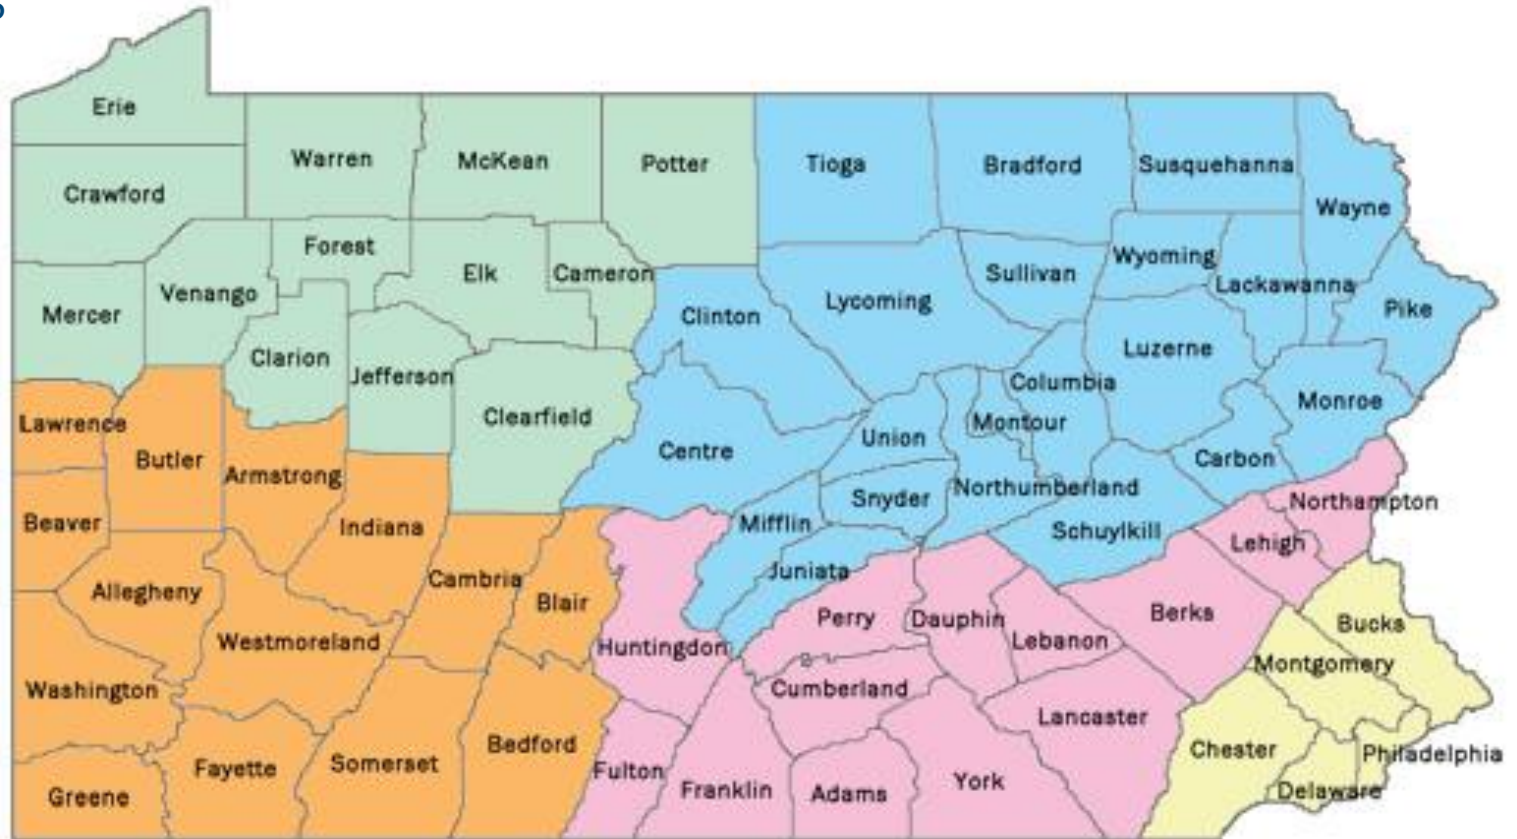 Erie
Warren
McKean
Potter
Tioga
Bradford
Susquehanna
Crawford
Wayne
Forest
Wyoming
Elk
Cameron
Sullivan
Lackawanna
Venango
Lycoming
Pike
Mercer
Clinton
Luzerne
Clarion
Jefferson
Columbia
Monroe
Lawrence
Clearfield
Montour
Union
Centre
Carbon
Butler
Armstrong
Northumberland
Snyder
Northampton
Beaver
Indiana
Mifflin
Schuylkill
Lehigh
Juniata
Cambria
Allegheny
Blair
Berks
Perry
Dauphin
Bucks
Westmoreland
Lebanon
Huntingdon
Montgomery
Washington
Cumberland
Lancaster
Bedford
Chester
Philadelphia
Somerset
Fayette
Fulton
York
Franklin
Adams
Delaware
Greene